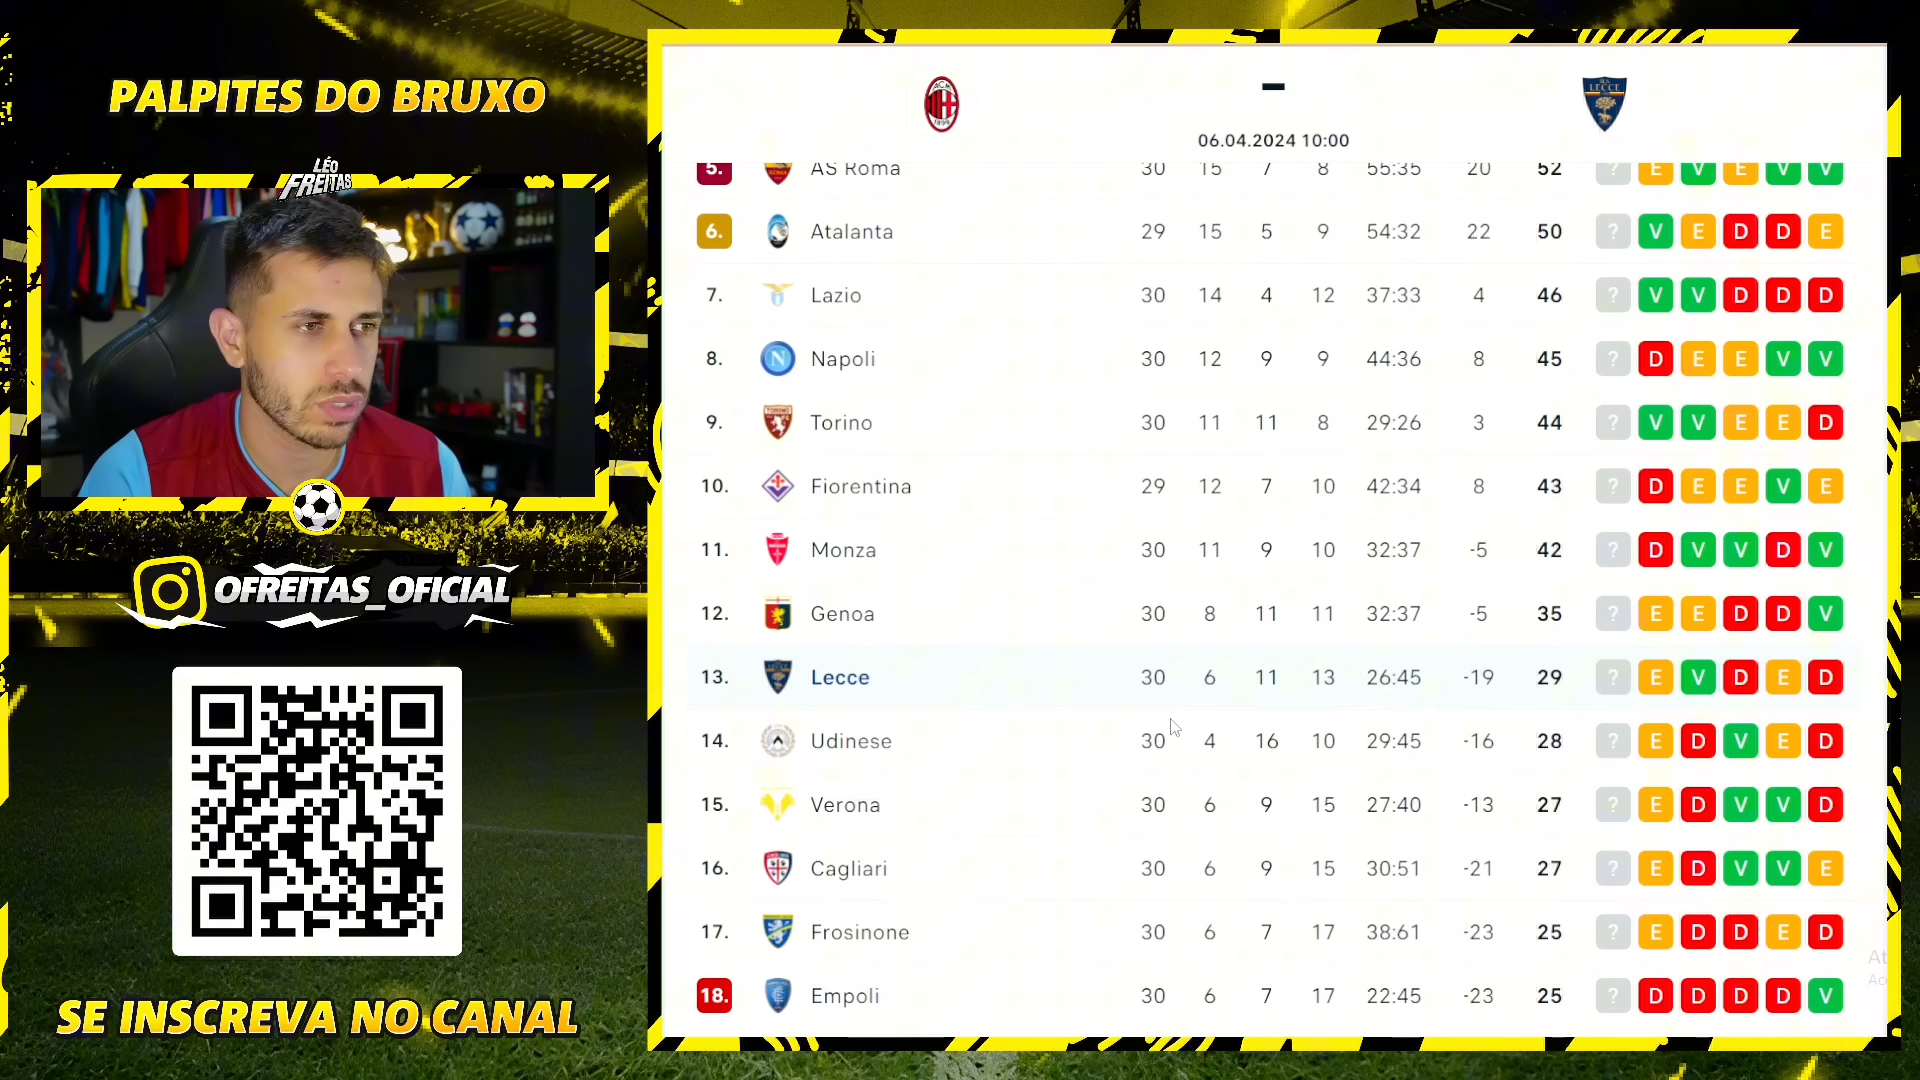 PALPITES DO BRUXO
LÉO
FREITAS
OFREITAS_OFICIAL
SE INSCREVA NO CANAL
ACM
1899
LECCE
06.04.2024 10:00
5. AS Roma 30 15 7 8 55:35 20 52 ? E V E V V
6. Atalanta 29 15 5 9 54:32 22 50 ? V E D D E
7. Lazio 30 14 4 12 37:33 4 46 ? V V D D D
8. N Napoli 30 12 9 9 44:36 8 45 ? D E E V V
9. TORINO Torino 30 11 11 8 29:26 3 44 ? V V E E D
10. Fiorentina 29 12 7 10 42:34 8 43 ? D E E V E
11. Monza 30 11 9 10 32:37 -5 42 ? D V V D V
12. Genoa 30 8 11 11 32:37 -5 35 ? E E D D V
13. Lecce 30 6 11 13 26:45 -19 29 ? E V D E D
14. Udinese 30 4 16 10 29:45 -16 28 ? E D V E D
15. Verona 30 6 9 15 27:40 -13 27 ? E D V V D
16. Cagliari 30 6 9 15 30:51 -21 27 ? E D V V E
17. Frosinone 30 6 7 17 38:61 -23 25 ? E D D E D
18. Empoli 30 6 7 17 22:45 -23 25 ? D D D D V